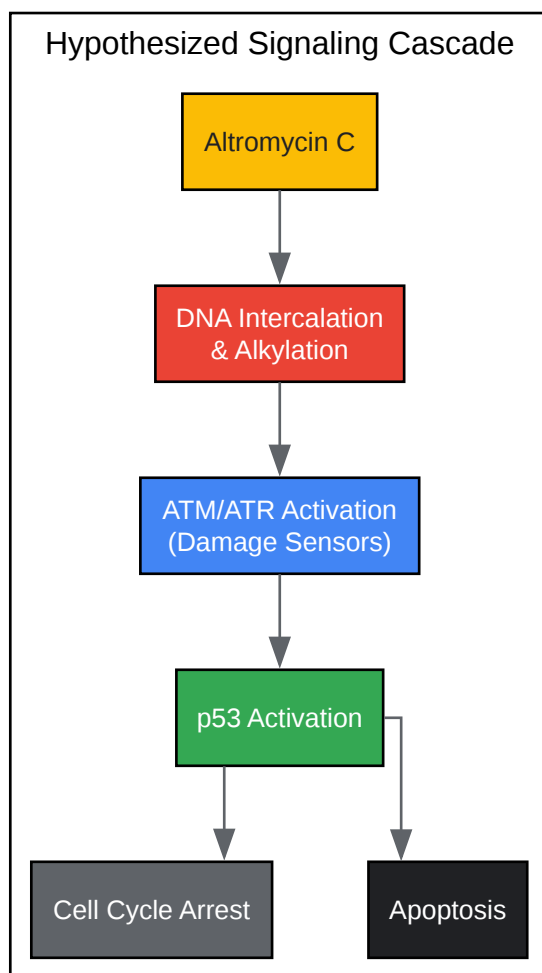 Hypothesized Signaling Cascade
Altromycin C
DNA Intercalation
& Alkylation
ATM/ATR Activation
(Damage Sensors)
p53 Activation
Cell Cycle Arrest
Apoptosis